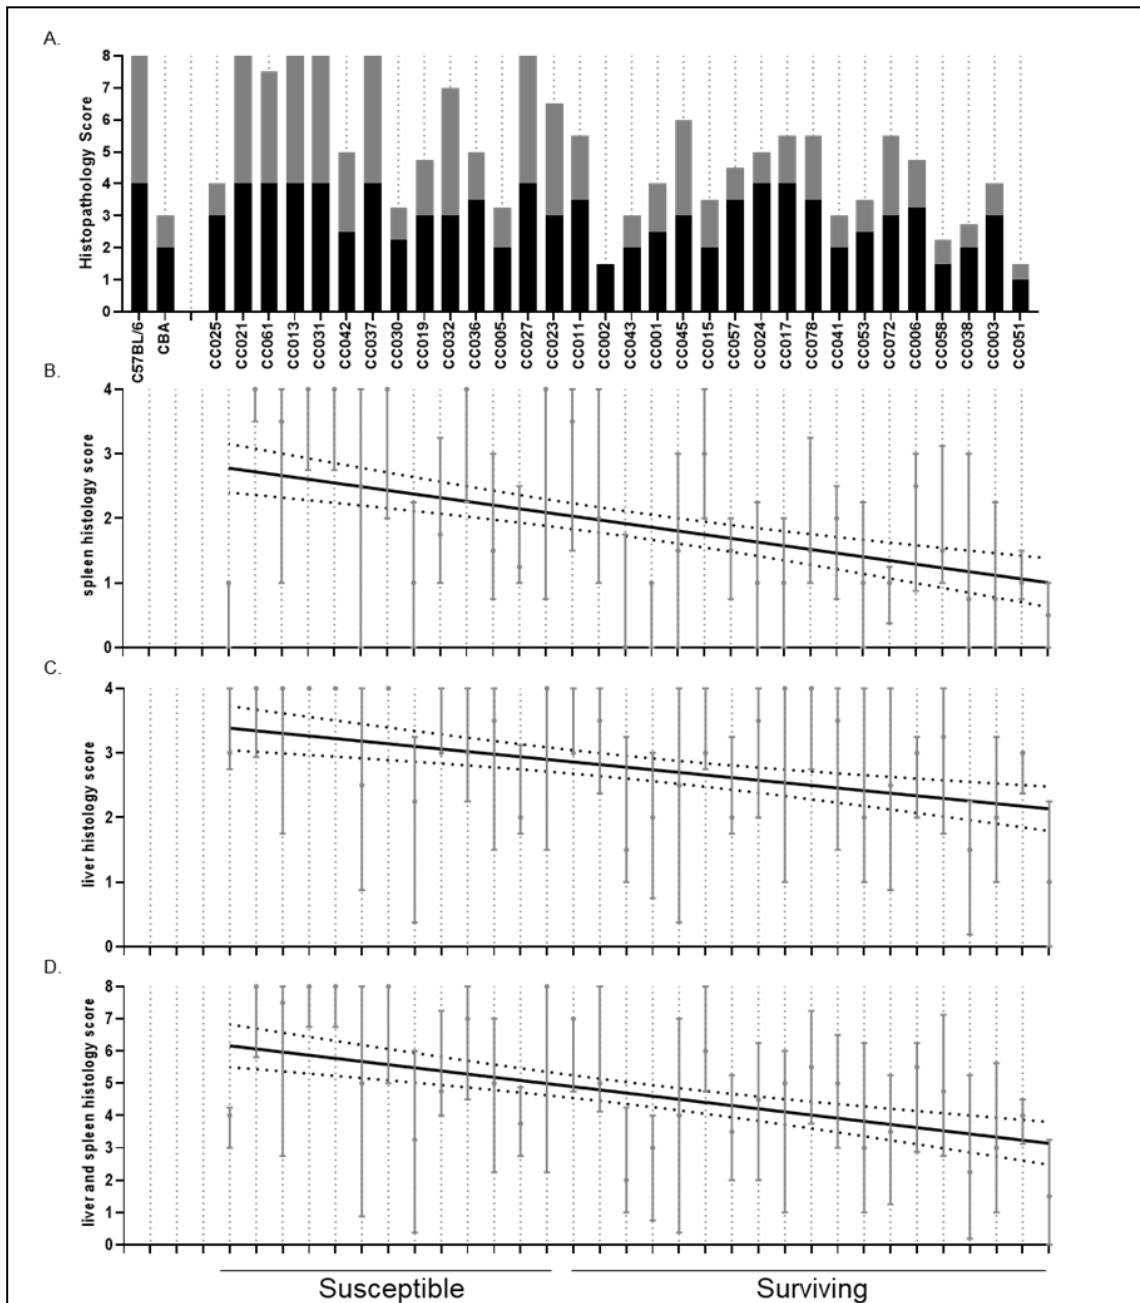 A.
Histopathology Score
8
7
6
5
4
3
2
1
0
C57BL/6
CBA
CC025
CC021
CC061
CC013
CC031
CC042
CC037
CC030
CC019
CC032
CC036
CC005
CC027
CC023
CC011
CC002
CC043
CC001
CC045
CC015
CC057
CC024
CC017
CC078
CC041
CC053
CC072
CC006
CC058
CC038
CC003
CC051
B.
spleen histology score
4
3
2
1
0
C.
liver histology score
4
3
2
1
0
D.
liver and spleen histology score
8
7
6
5
4
3
2
1
0
Susceptible
Surviving